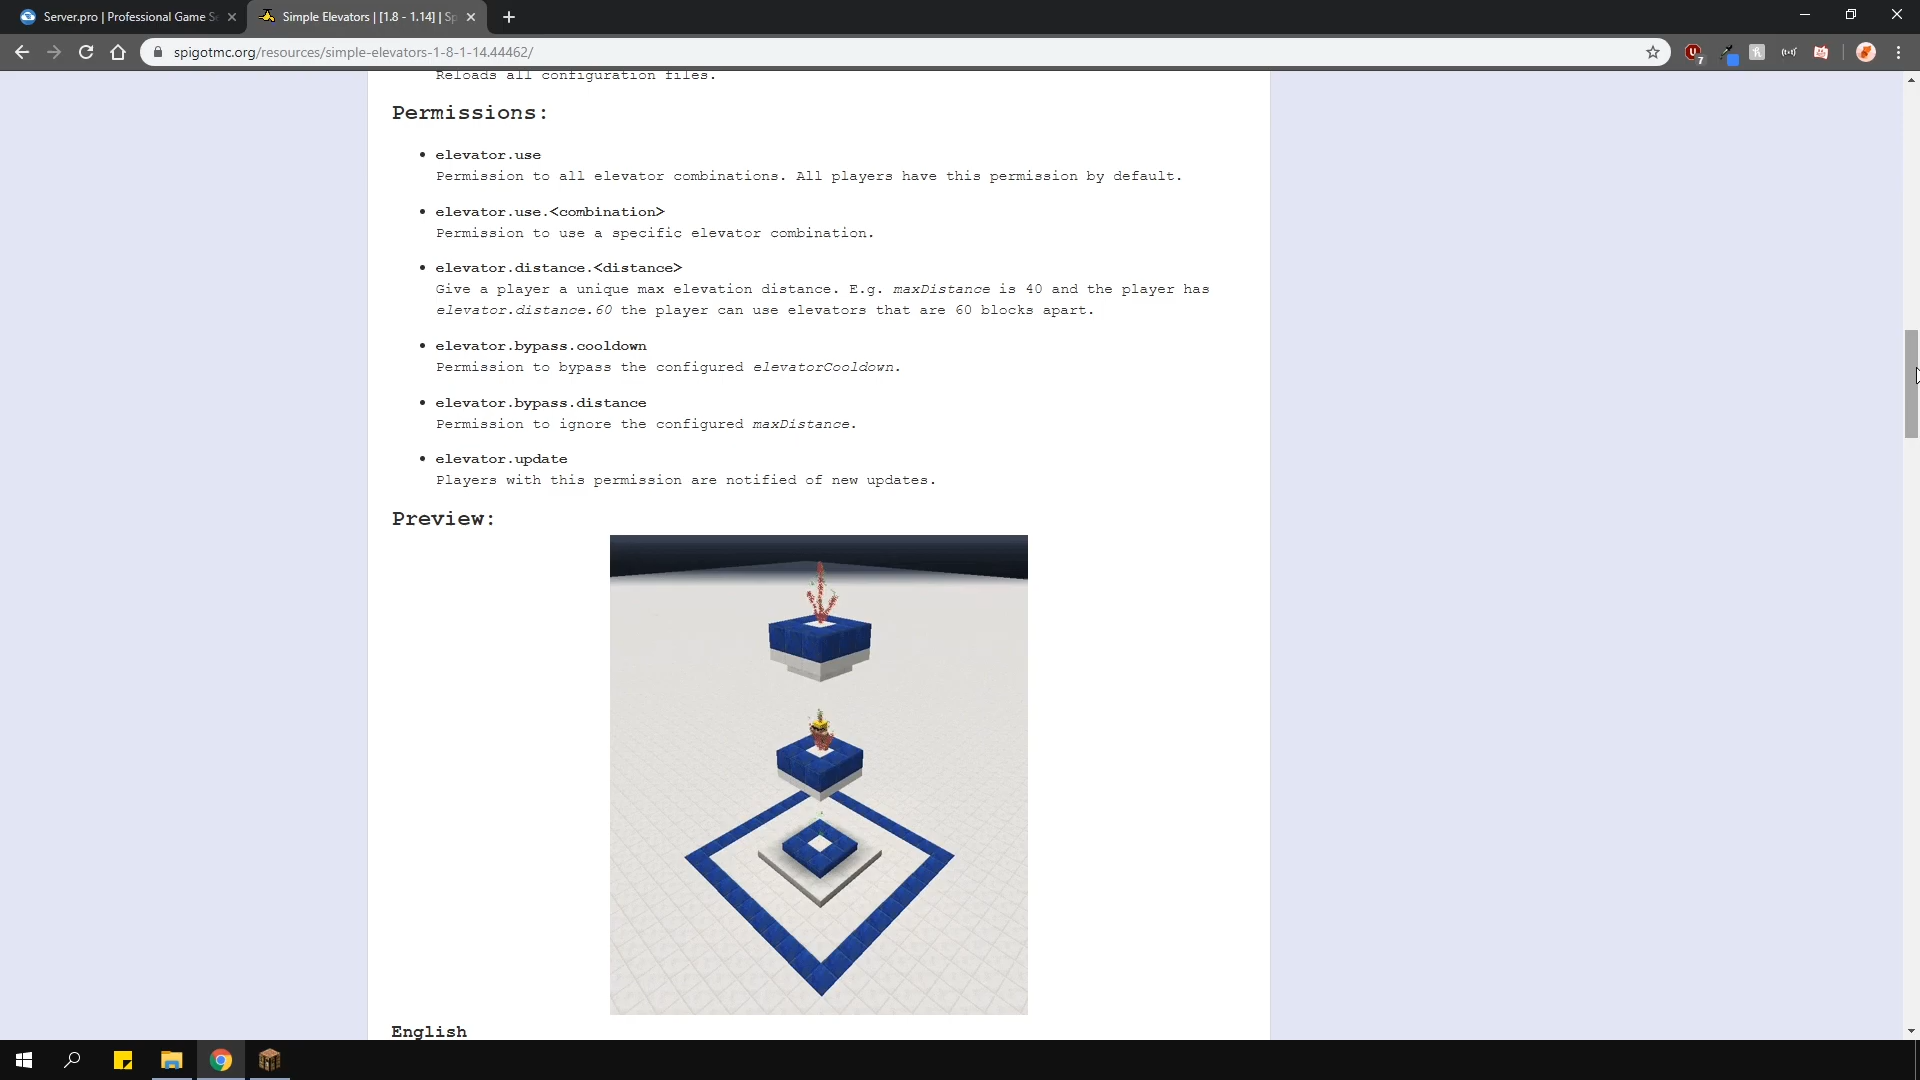 Server.pro | Professional Game Se
Simple Elevators | [1.8 - 1.14] | Sp
spigotmc.org/resources/simple-elevators-1-8-1-14.44462/
7
Reloads all configuration files.
Permissions:
elevator.use
Permission to all elevator combinations. All players have this permission by default.
elevator.use.<combination>
Permission to use a specific elevator combination.
elevator.distance.<distance>
Give a player a unique max elevation distance. E.g. maxDistance is 40 and the player has
elevator.distance.60 the player can use elevators that are 60 blocks apart.
elevator.bypass.cooldown
Permission to bypass the configured elevatorCooldown.
elevator.bypass.distance
Permission to ignore the configured maxDistance.
elevator.update
Players with this permission are notified of new updates.
Preview:
English